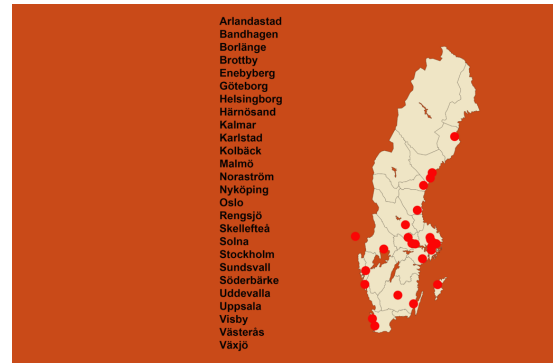 Arlandastad
Bandhagen
Borlänge
Brottby
Enebyberg
Göteborg
Helsingborg
Härnösand
Kalmar
Karlstad
Kolbäck
Malmö
Noraström
Nyköping
Oslo
Rengsjö
Skellefteå
Solna
Stockholm
Sundsvall
Söderbärke
Uddevalla
Uppsala
Visby
Västerås
Växjö